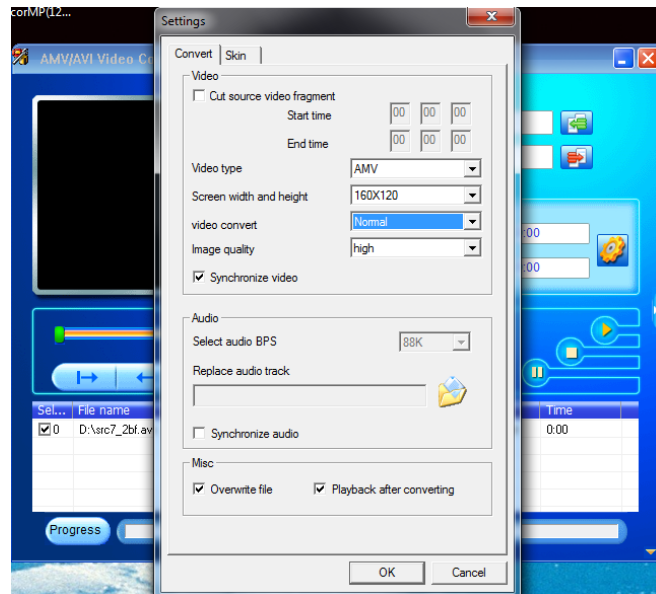 corMP(12...
Settings
AMV/AVI Video Co
Convert Skin
Video
Cut source video fragment
Start time 00 00 00
End time 00 00 00
Video type AMV
Screen width and height 160X120
video convert Normal
:00
Image quality high
:00
Synchronize video
Audio
Select audio BPS 88K
Replace audio track
Sel... File name Time
0 D:\src7_2bf.av 0:00
Synchronize audio
Misc
Overwrite file Playback after converting
Progress
OK Cancel